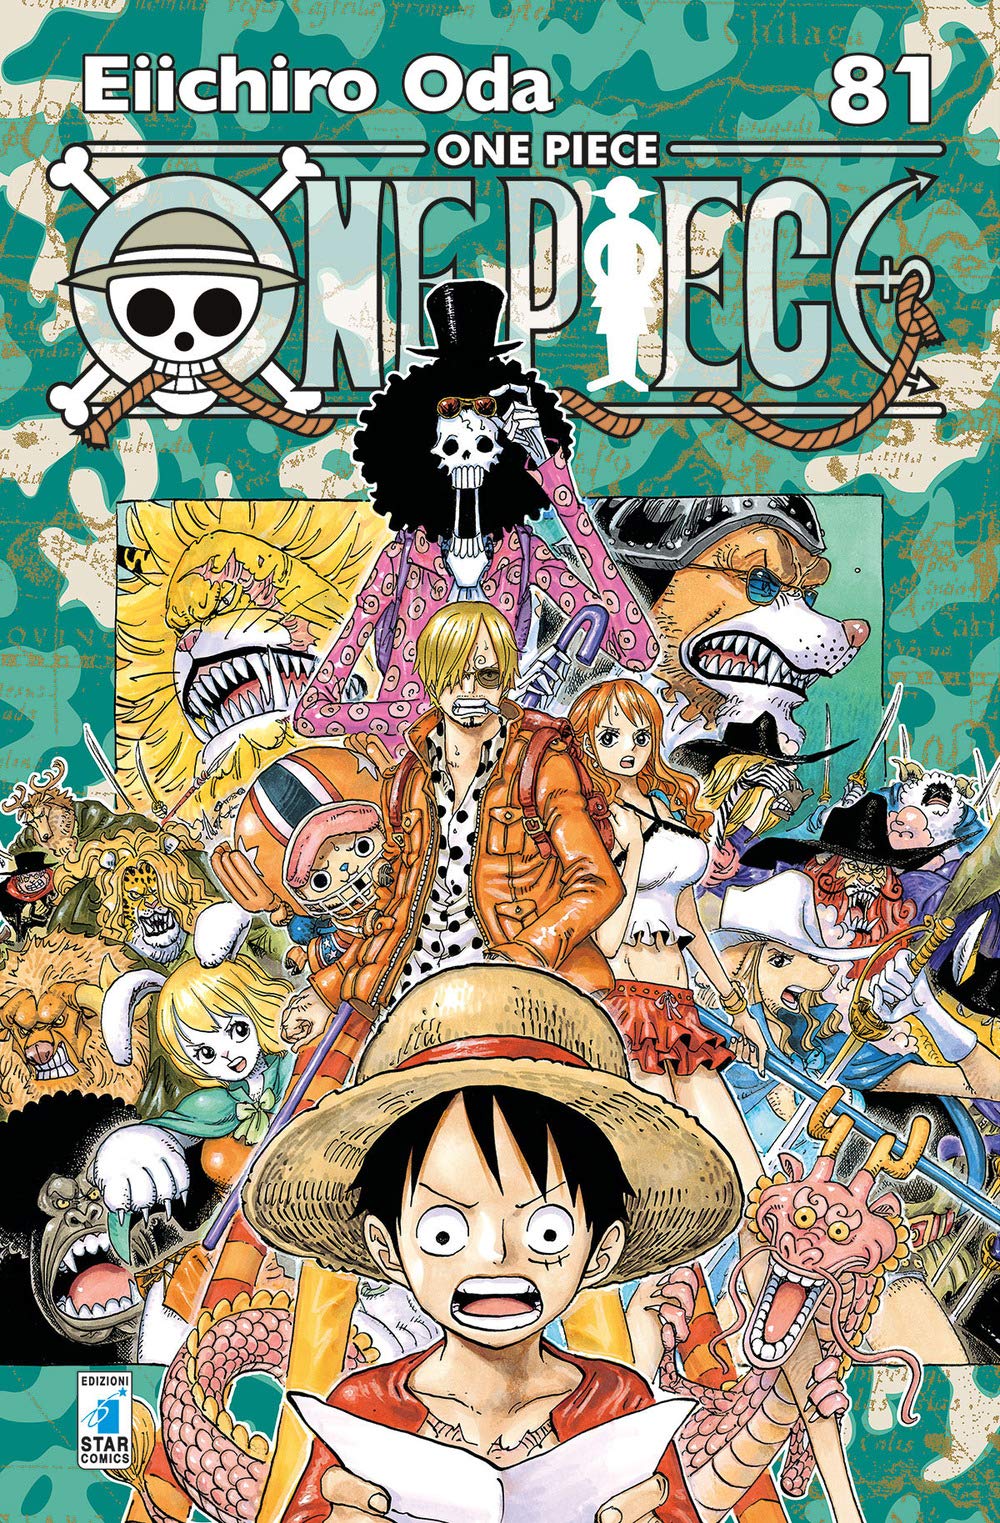 Eiichiro Oda
81
ONE PIECE
ONE PIECE
EDIZIONI
STAR
COMICS